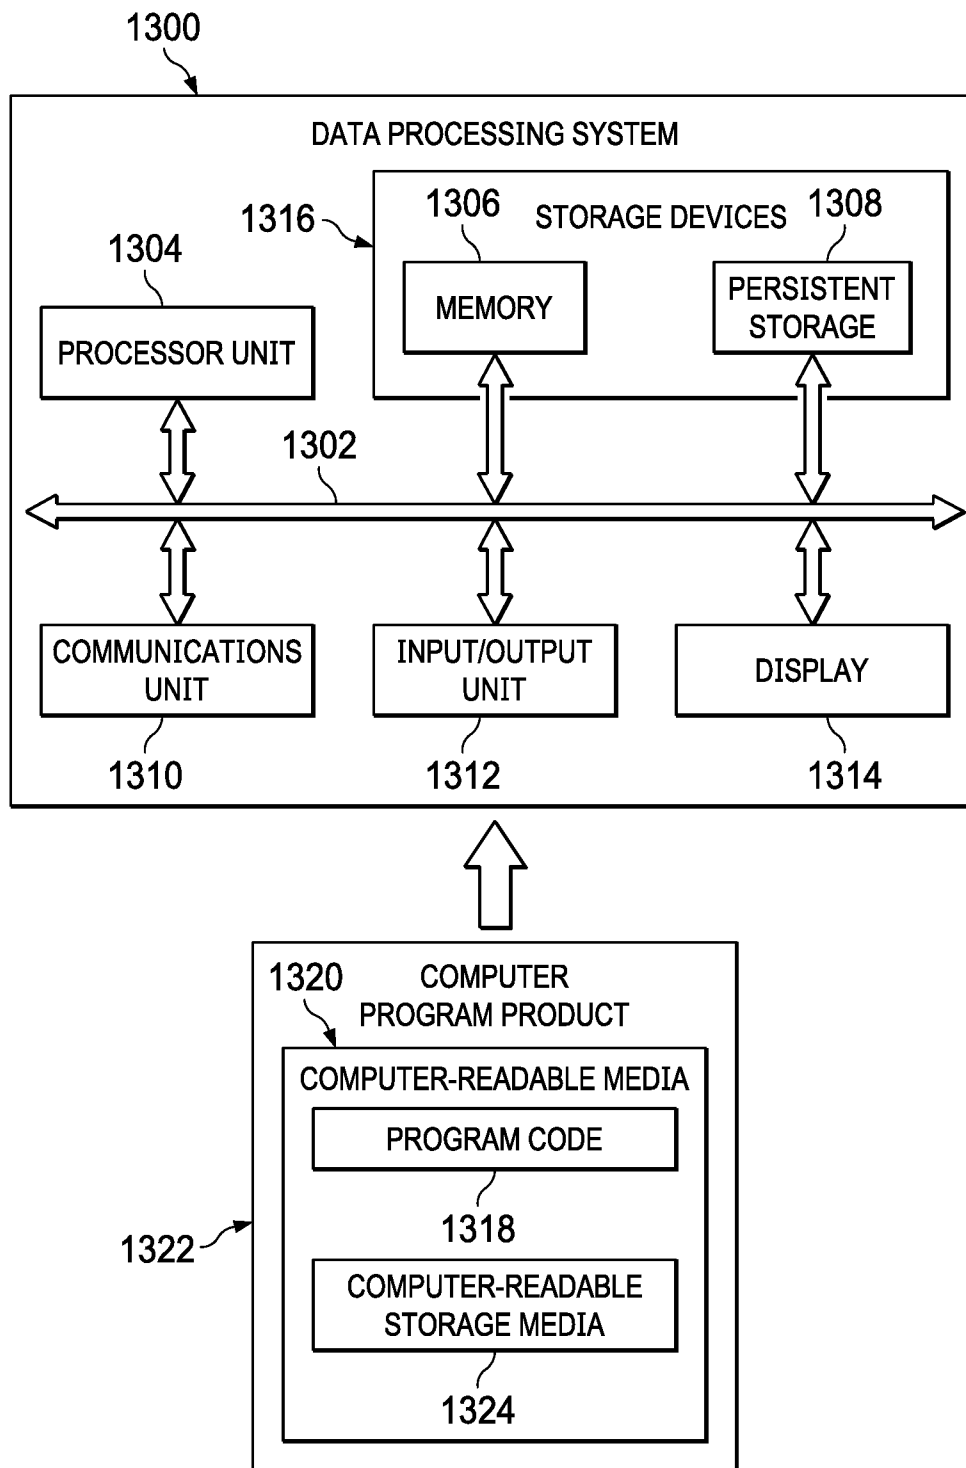 1300
DATA PROCESSING SYSTEM
1316
1306
STORAGE DEVICES
1308
1304
MEMORY
PERSISTENT
STORAGE
PROCESSOR UNIT
1302
COMMUNICATIONS
UNIT
INPUT/OUTPUT
UNIT
DISPLAY
1310
1312
1314
COMPUTER
PROGRAM PRODUCT
1320
COMPUTER-READABLE MEDIA
PROGRAM CODE
1318
1322
COMPUTER-READABLE
STORAGE MEDIA
1324